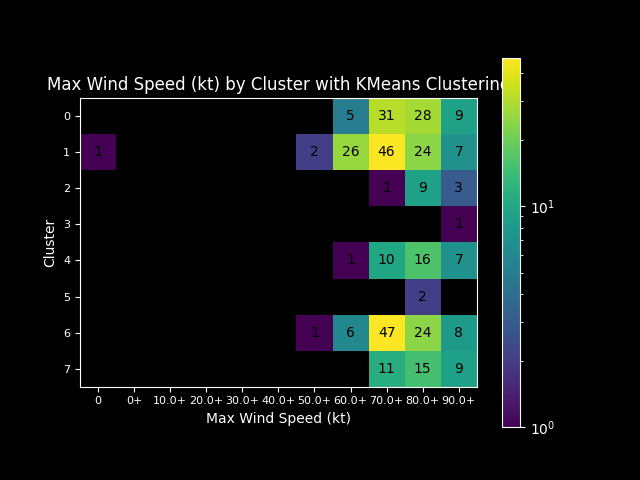 Max Wind Speed (kt) by Cluster with KMeans Clustering
0 5 31 28 9
1 1 2 26 46 24 7
2 1 9 3
3 1
4 1 10 16 7
5 2
6 1 6 47 24 8
7 11 15 9
Cluster
0 0+ 10.0+ 20.0+ 30.0+ 40.0+ 50.0+ 60.0+ 70.0+ 80.0+ 90.0+
Max Wind Speed (kt)
10¹
10⁰